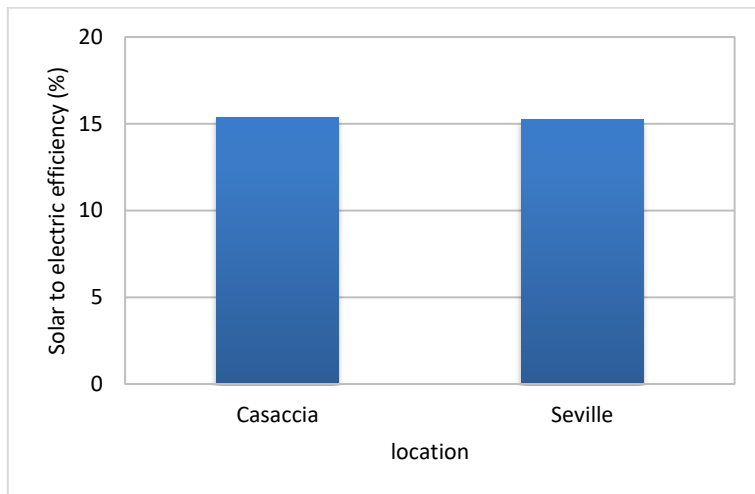 Solar to electric efficiency (%)
20
15
10
5
0
Casaccia
Seville
location